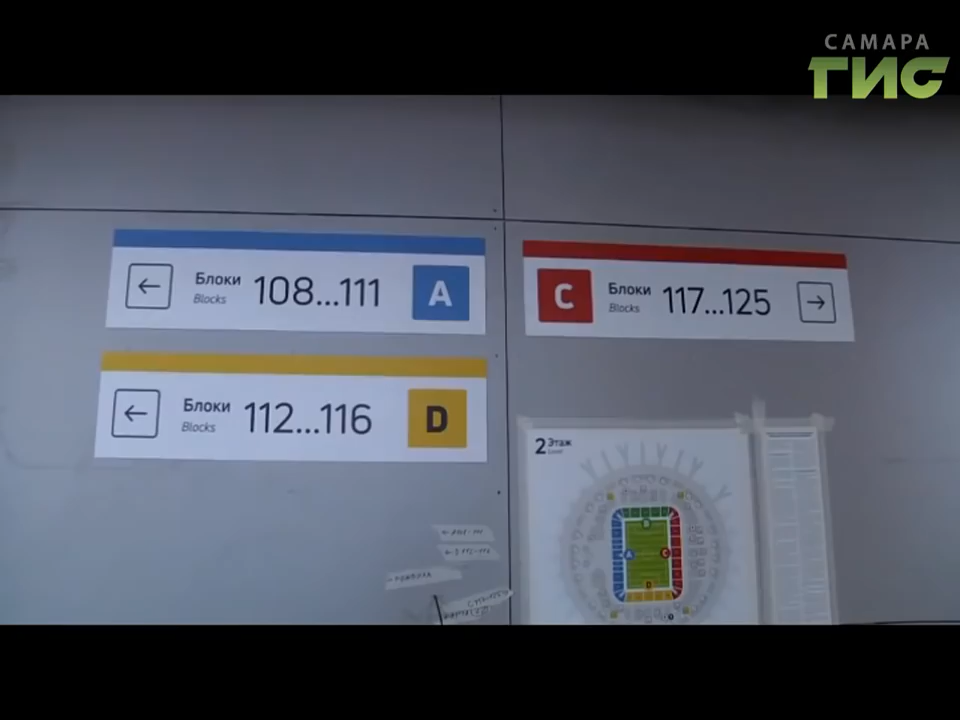 САМАРА
ГИС
← Блоки 108...111 A
Blocks
C Блоки 117...125 →
Blocks
← Блоки 112...116 D
Blocks
2 Этаж
B
A
C
D